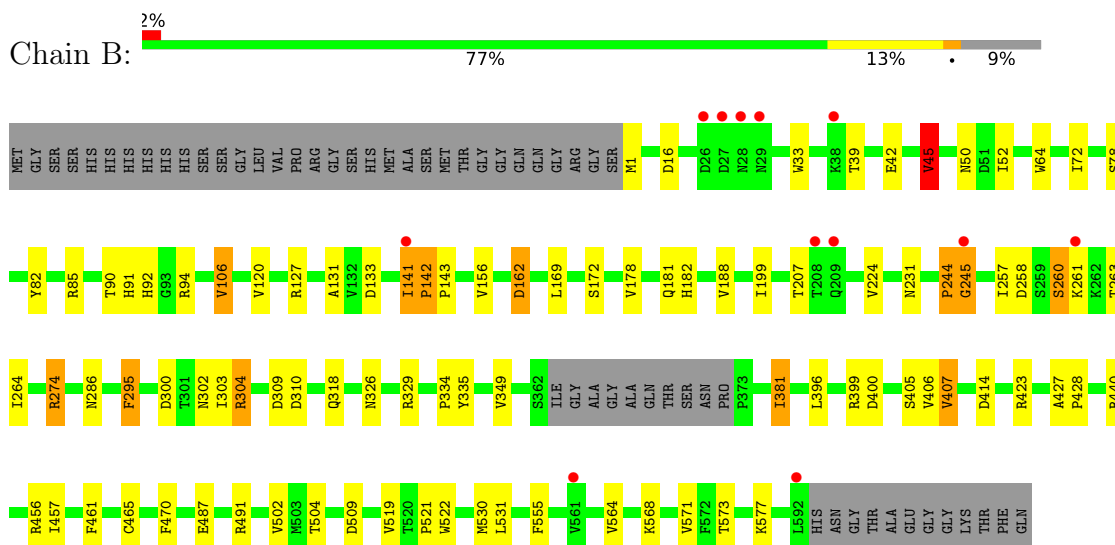 2%
Chain B:
77% 13% • 9%
MET GLY SER SER HIS HIS HIS HIS HIS HIS SER SER GLY LEU VAL PRO ARG GLY SER HIS MET ALA SER MET THR GLY GLY GLN GLN GLY ARG GLY SER M1 D16 D26 D27 N28 N29 W33 K38 T39 E42 V45 N50 D51 I52 W64 I72 S78
Y82 R85 T90 H91 H92 G93 R94 V106 V120 R127 A131 V132 D133 I141 P142 P143 V156 D162 L169 S172 V178 Q181 H182 V188 I199 T207 T208 Q209 V224 N231 P244 G245 I257 D258 S259 S260 K261 K262 T263
I264 R274 N286 F295 D300 T301 N302 I303 R304 D309 D310 Q318 N326 R329 P334 Y335 V349 S362 ILE GLY ALA GLY ALA GLN THR SER ASN PRO P373 I381 L396 R399 D400 S405 V406 V407 D414 R423 A427 P428
R456 I457 F461 C465 F470 E487 R491 V502 M503 T504 D509 V519 T520 P521 W522 M530 L531 F555 V561 V564 K568 V571 F572 T573 K577 L592 HIS ASN GLY THR ALA GLU GLY GLY LYS THR PHE GLN